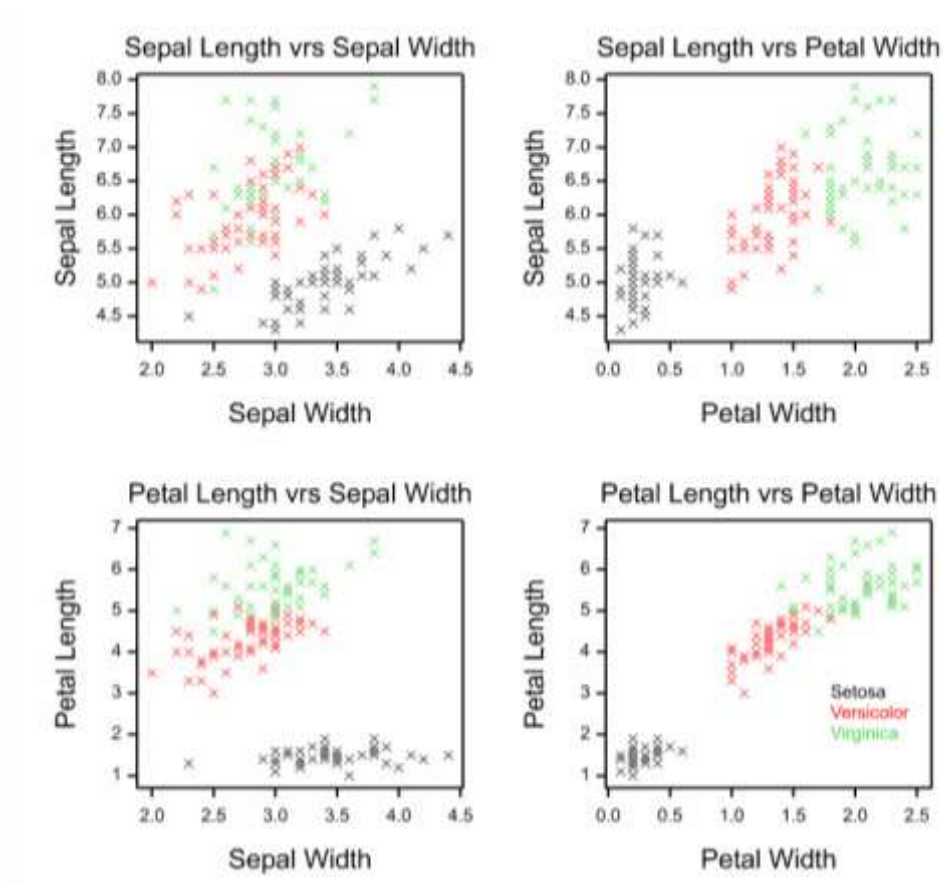 Sepal Length vrs Sepal Width
8.0
7.5
7.0
6.5
6.0
5.5
5.0
4.5
Sepal Length
2.0 2.5 3.0 3.5 4.0 4.5
Sepal Width
Sepal Length vrs Petal Width
8.0
7.5
7.0
6.5
6.0
5.5
5.0
4.5
Sepal Length
0.0 0.5 1.0 1.5 2.0 2.5
Petal Width
Petal Length vrs Sepal Width
7
6
5
4
3
2
1
Petal Length
2.0 2.5 3.0 3.5 4.0 4.5
Sepal Width
Petal Length vrs Petal Width
7
6
5
4
3
2
1
Petal Length
Setosa
Versicolor
Virginica
0.0 0.5 1.0 1.5 2.0 2.5
Petal Width